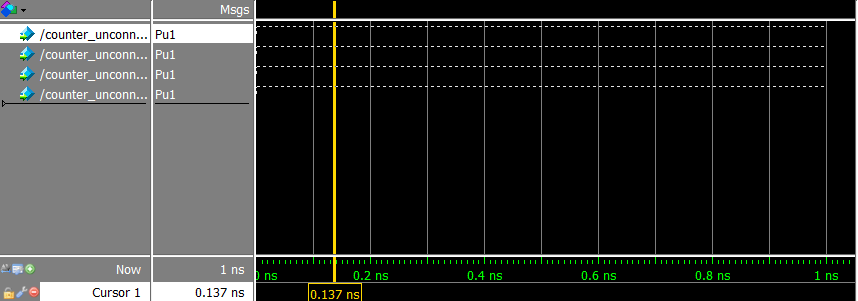 Msgs
/counter_unconn... Pu1
/counter_unconn... Pu1
/counter_unconn... Pu1
/counter_unconn... Pu1
Now 1 ns 0 ns 0.2 ns 0.4 ns 0.6 ns 0.8 ns 1 ns
Cursor 1 0.137 ns 0.137 ns